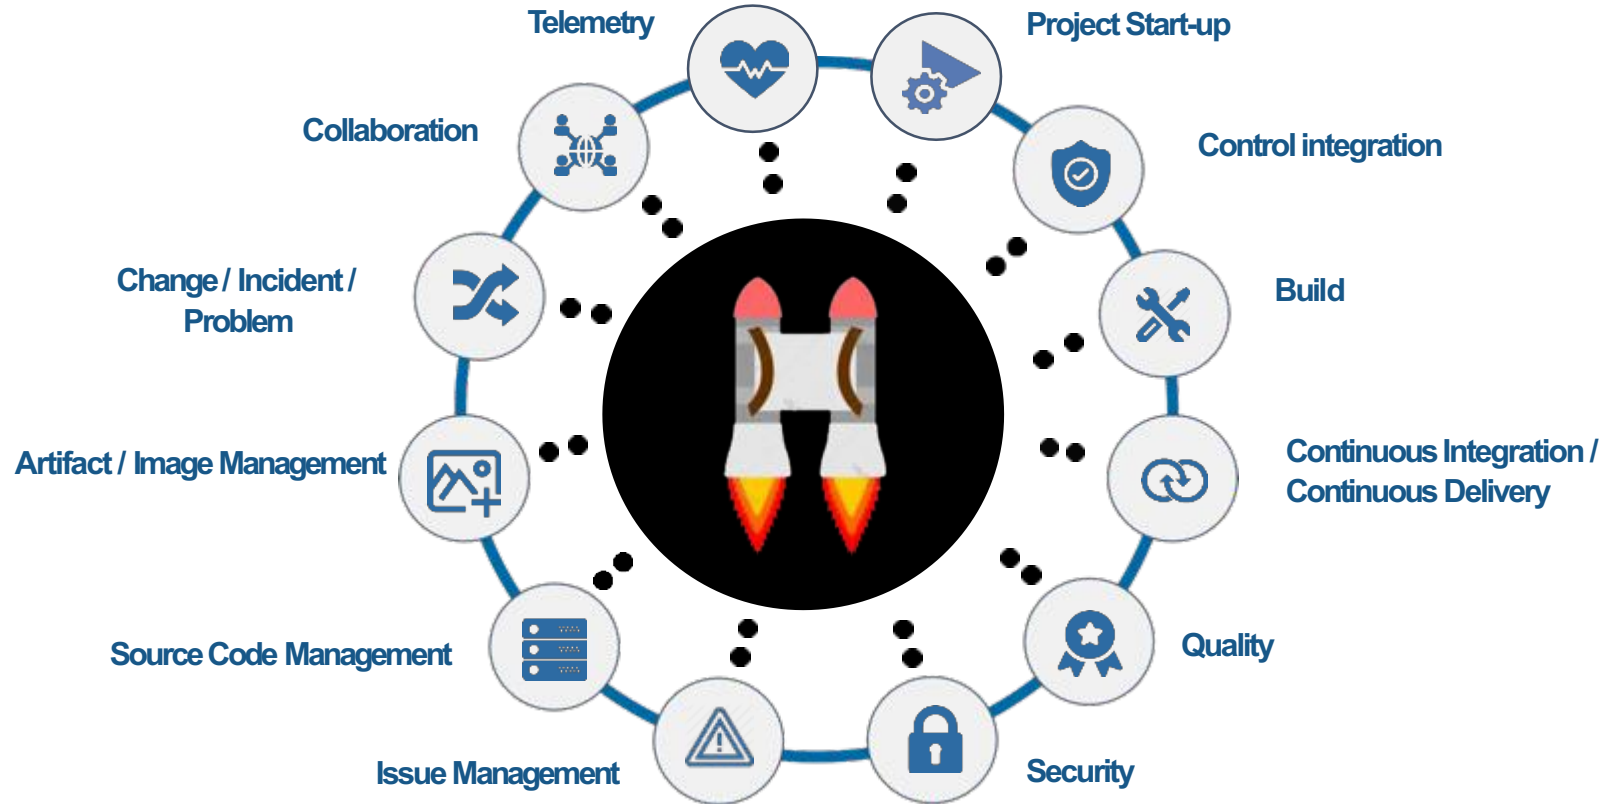 Telemetry
Project Start-up
Collaboration
Control integration
Change / Incident /
Problem
Build
Artifact / Image Management
Continuous Integration /
Continuous Delivery
Source Code Management
Quality
Issue Management
Security